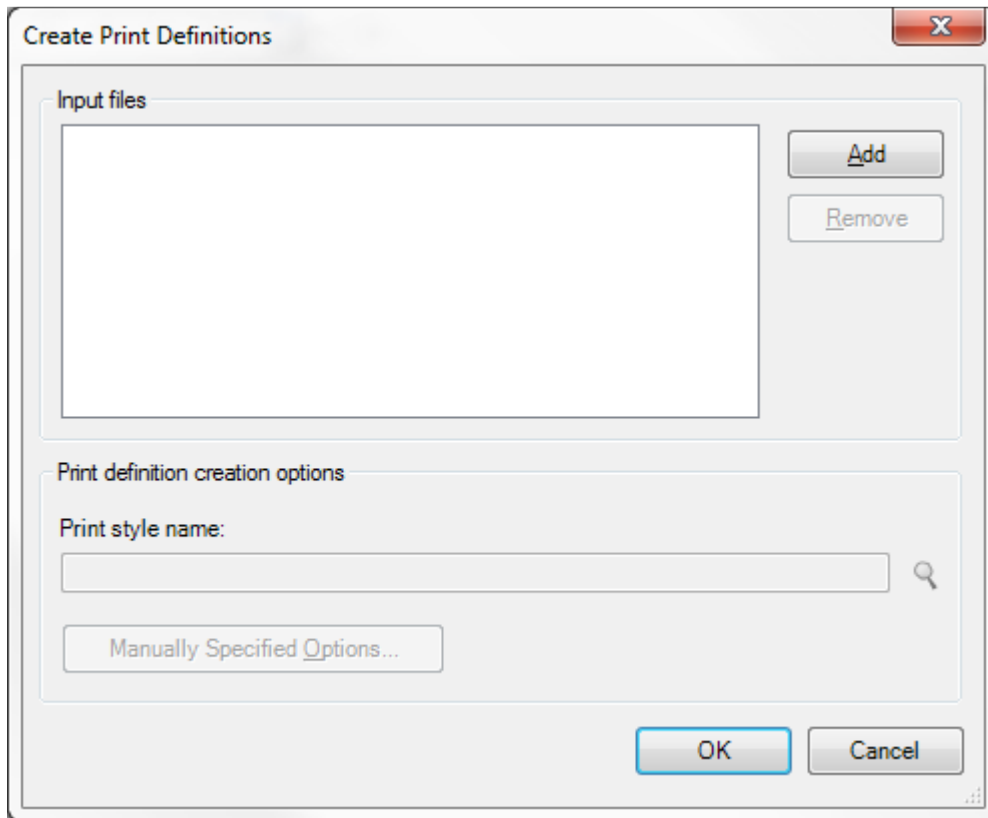 Create Print Definitions
Input files
Add
Remove
Print definition creation options
Print style name:
Manually Specified Options...
OK
Cancel